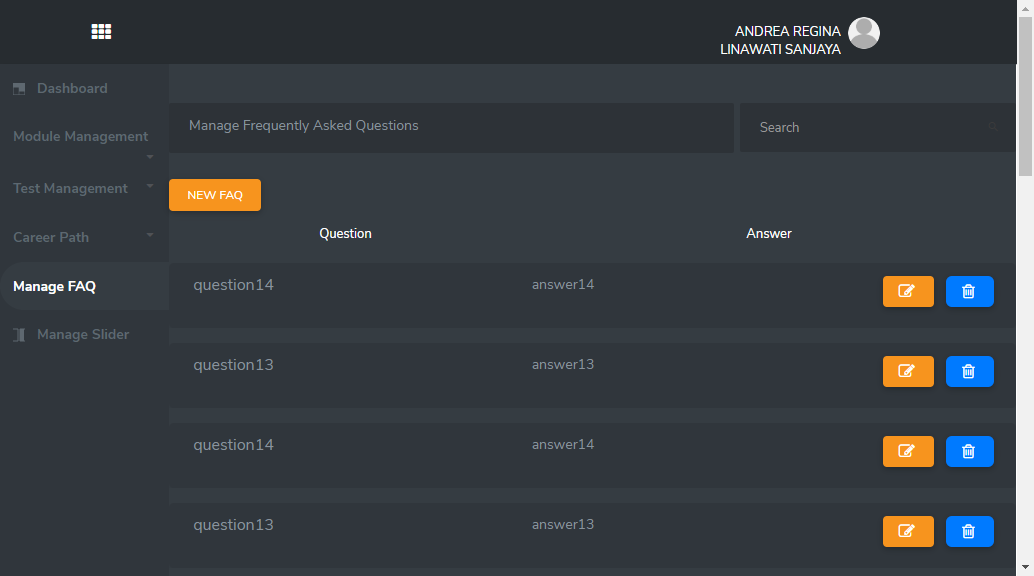 ANDREA REGINA
LINAWATI SANJAYA
Dashboard
Module Management
Test Management
Career Path
Manage FAQ
Manage Slider
Manage Frequently Asked Questions
Search
NEW FAQ
Question Answer
question14 answer14
question13 answer13
question14 answer14
question13 answer13